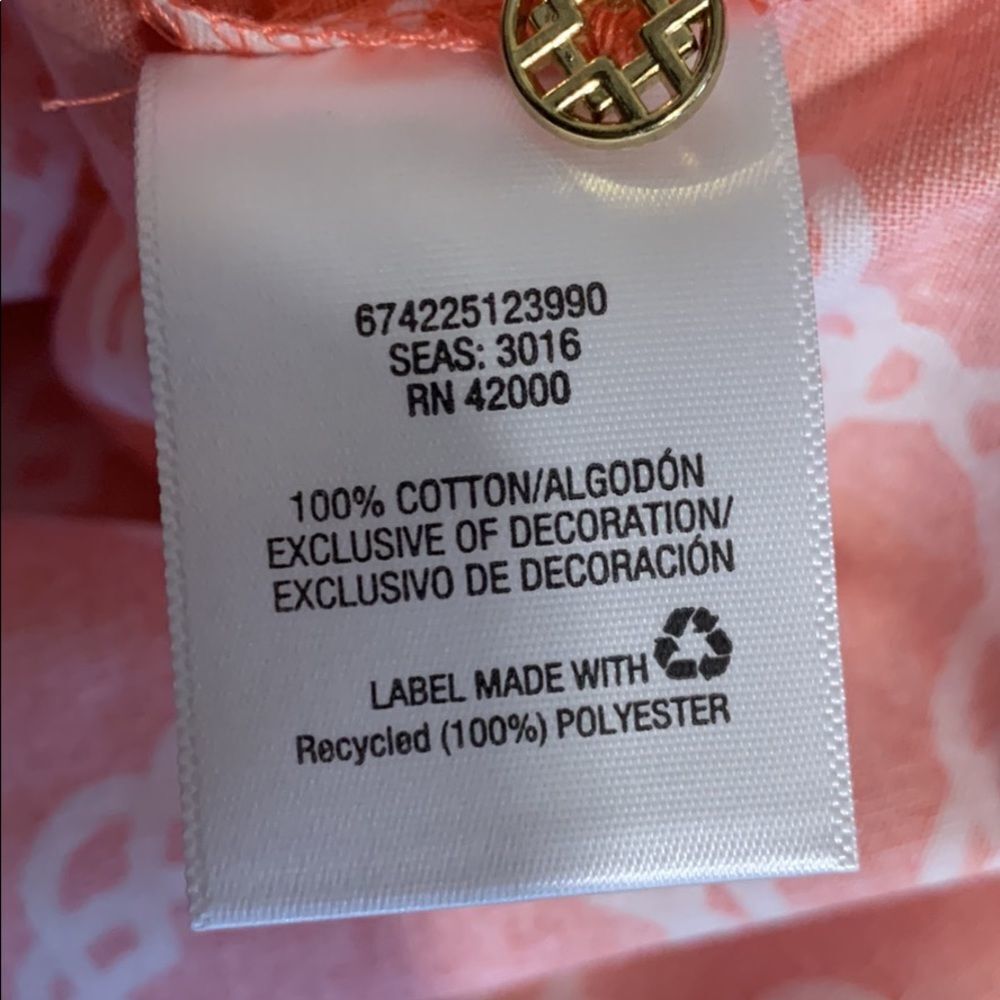 674225123990
SEAS: 3016
RN 42000
100% COTTON/ALGODÓN
EXCLUSIVE OF DECORATION/
EXCLUSIVO DE DECORACIÓN
LABEL MADE WITH
Recycled (100%) POLYESTER